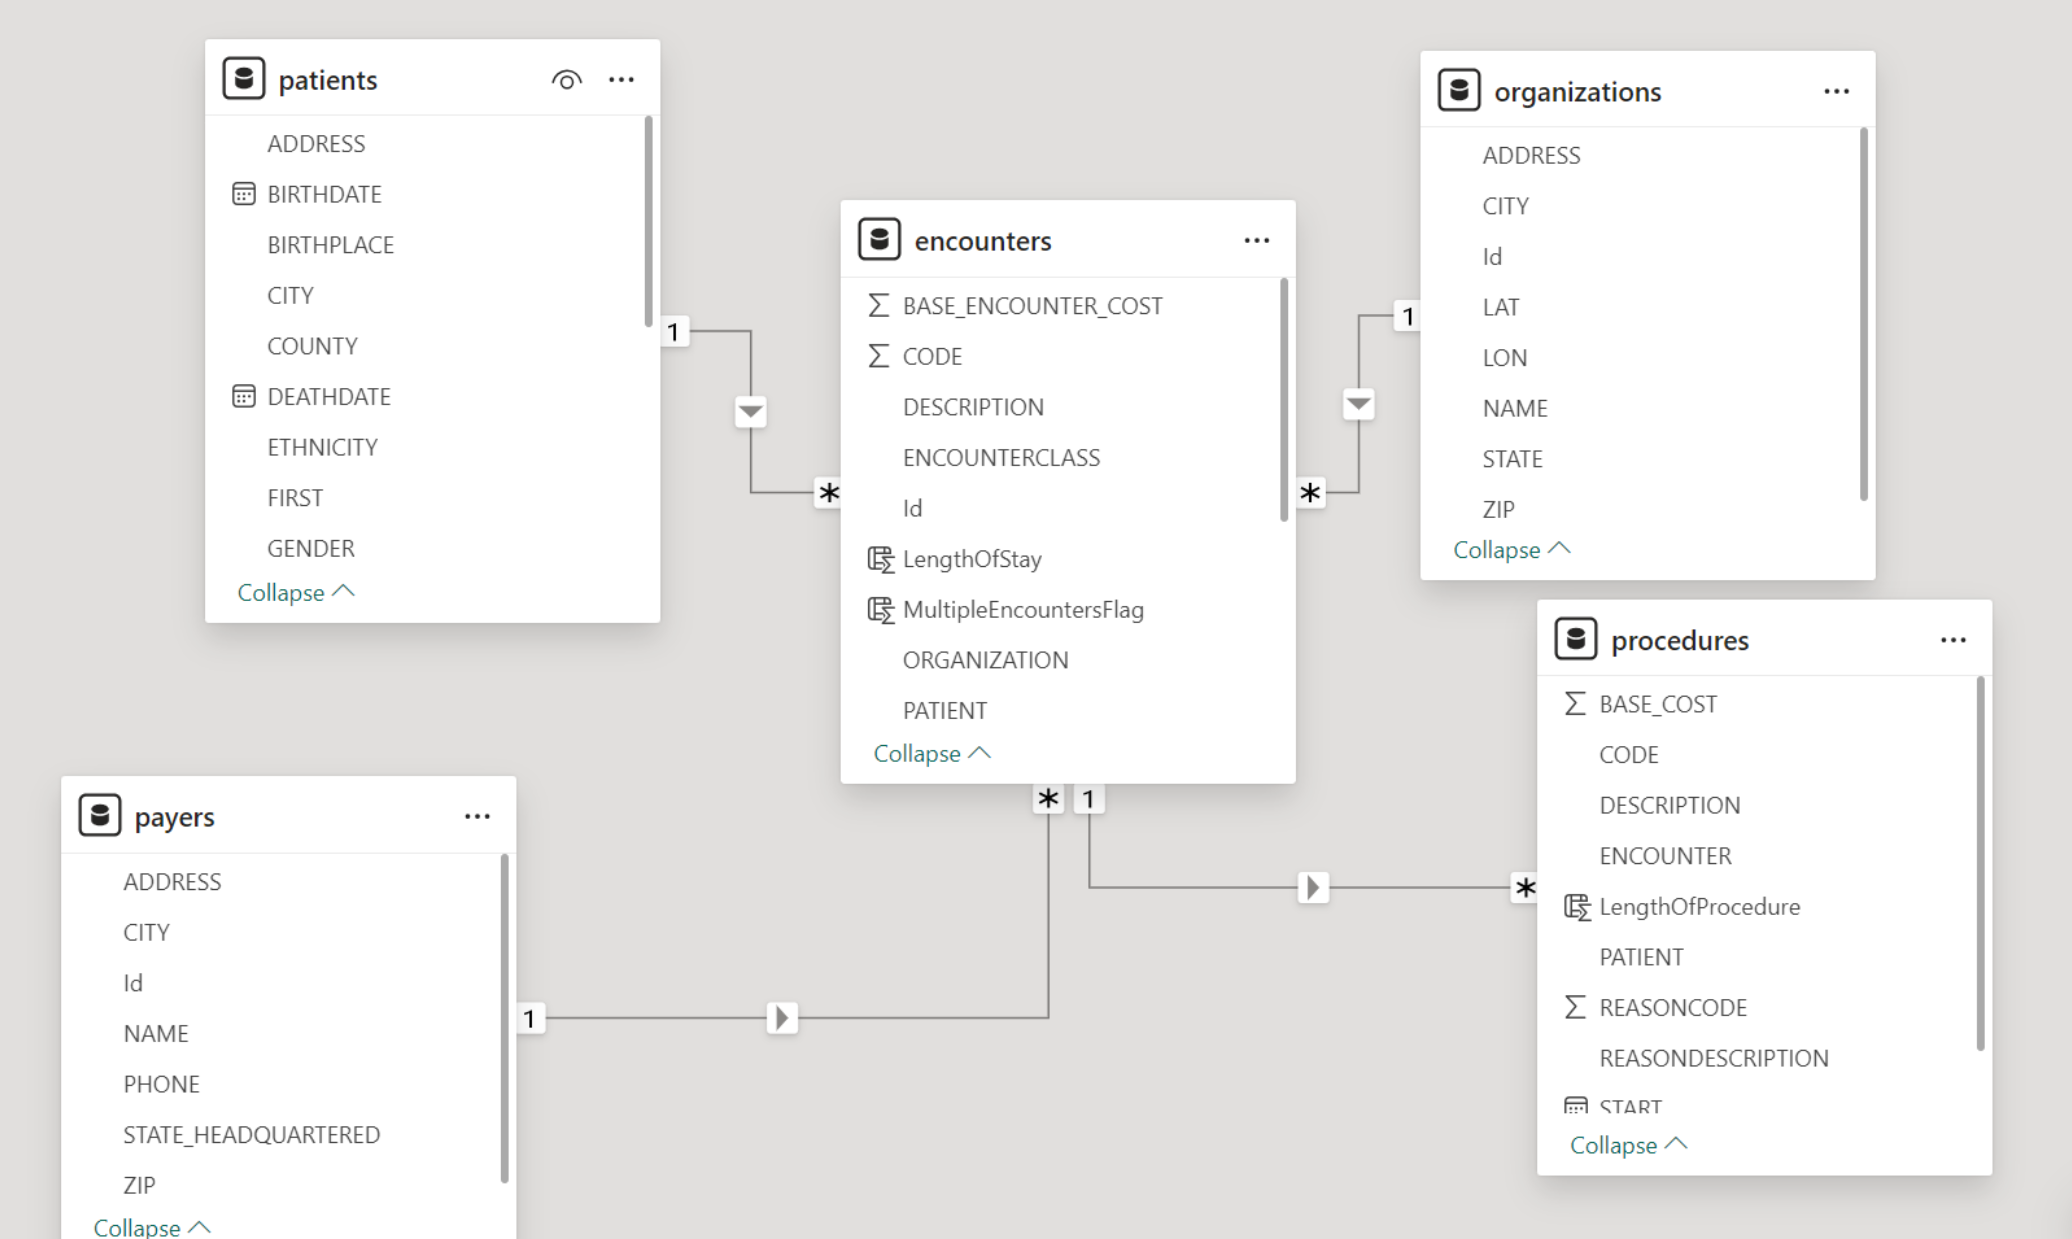 patients
ADDRESS
BIRTHDATE
BIRTHPLACE
CITY
COUNTY
DEATHDATE
ETHNICITY
FIRST
GENDER
Collapse
1
*
encounters
BASE_ENCOUNTER_COST
CODE
DESCRIPTION
ENCOUNTERCLASS
Id
LengthOfStay
MultipleEncountersFlag
ORGANIZATION
PATIENT
Collapse
* 1
organizations
ADDRESS
CITY
Id
LAT
LON
NAME
STATE
ZIP
Collapse
1
*
payers
ADDRESS
CITY
Id
NAME
PHONE
STATE_HEADQUARTERED
ZIP
Collapse
1
procedures
BASE_COST
CODE
DESCRIPTION
ENCOUNTER
LengthOfProcedure
PATIENT
REASONCODE
REASONDESCRIPTION
START
Collapse
*